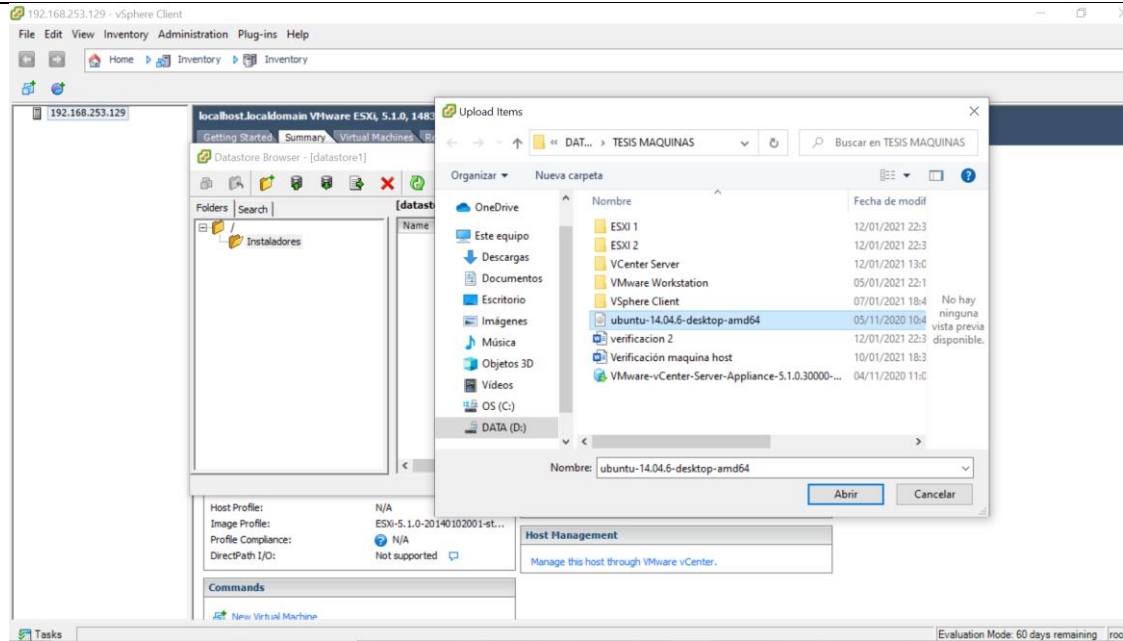 192.168.253.129 - vSphere Client
File Edit View Inventory Administration Plug-ins Help
Home Inventory Inventory
192.168.253.129
localhost.localdomain VMware ESXi, 5.1.0, 1483
Getting Started Summary Virtual Machines
Datastore Browser - [datastore1]
Folders Search
[datast
Name
/
Instaladores
Upload Items
« DAT... › TESIS MAQUINAS
Buscar en TESIS MAQUINAS
Organizar Nueva carpeta
OneDrive
Este equipo
Descargas
Documentos
Escritorio
Imágenes
Música
Objetos 3D
Vídeos
OS (C:)
DATA (D:)
Nombre Fecha de modif
ESXI 1 12/01/2021 22:3
ESXI 2 12/01/2021 22:3
VCenter Server 12/01/2021 13:0
VMware Workstation 05/01/2021 22:1
VSphere Client 07/01/2021 18:4
ubuntu-14.04.6-desktop-amd64 05/11/2020 10:4
verificacion 2 12/01/2021 22:3
Verificación maquina host 10/01/2021 18:3
VMware-vCenter-Server-Appliance-5.1.0.30000-... 04/11/2020 11:0
No hay
ninguna
vista previa
disponible.
Nombre: ubuntu-14.04.6-desktop-amd64
Abrir Cancelar
Host Profile: N/A
Image Profile: ESXi-5.1.0-20140102001-st...
Profile Compliance: N/A
DirectPath I/O: Not supported
Host Management
Manage this host through VMware vCenter.
Commands
New Virtual Machine
Tasks
Evaluation Mode: 60 days remaining roo